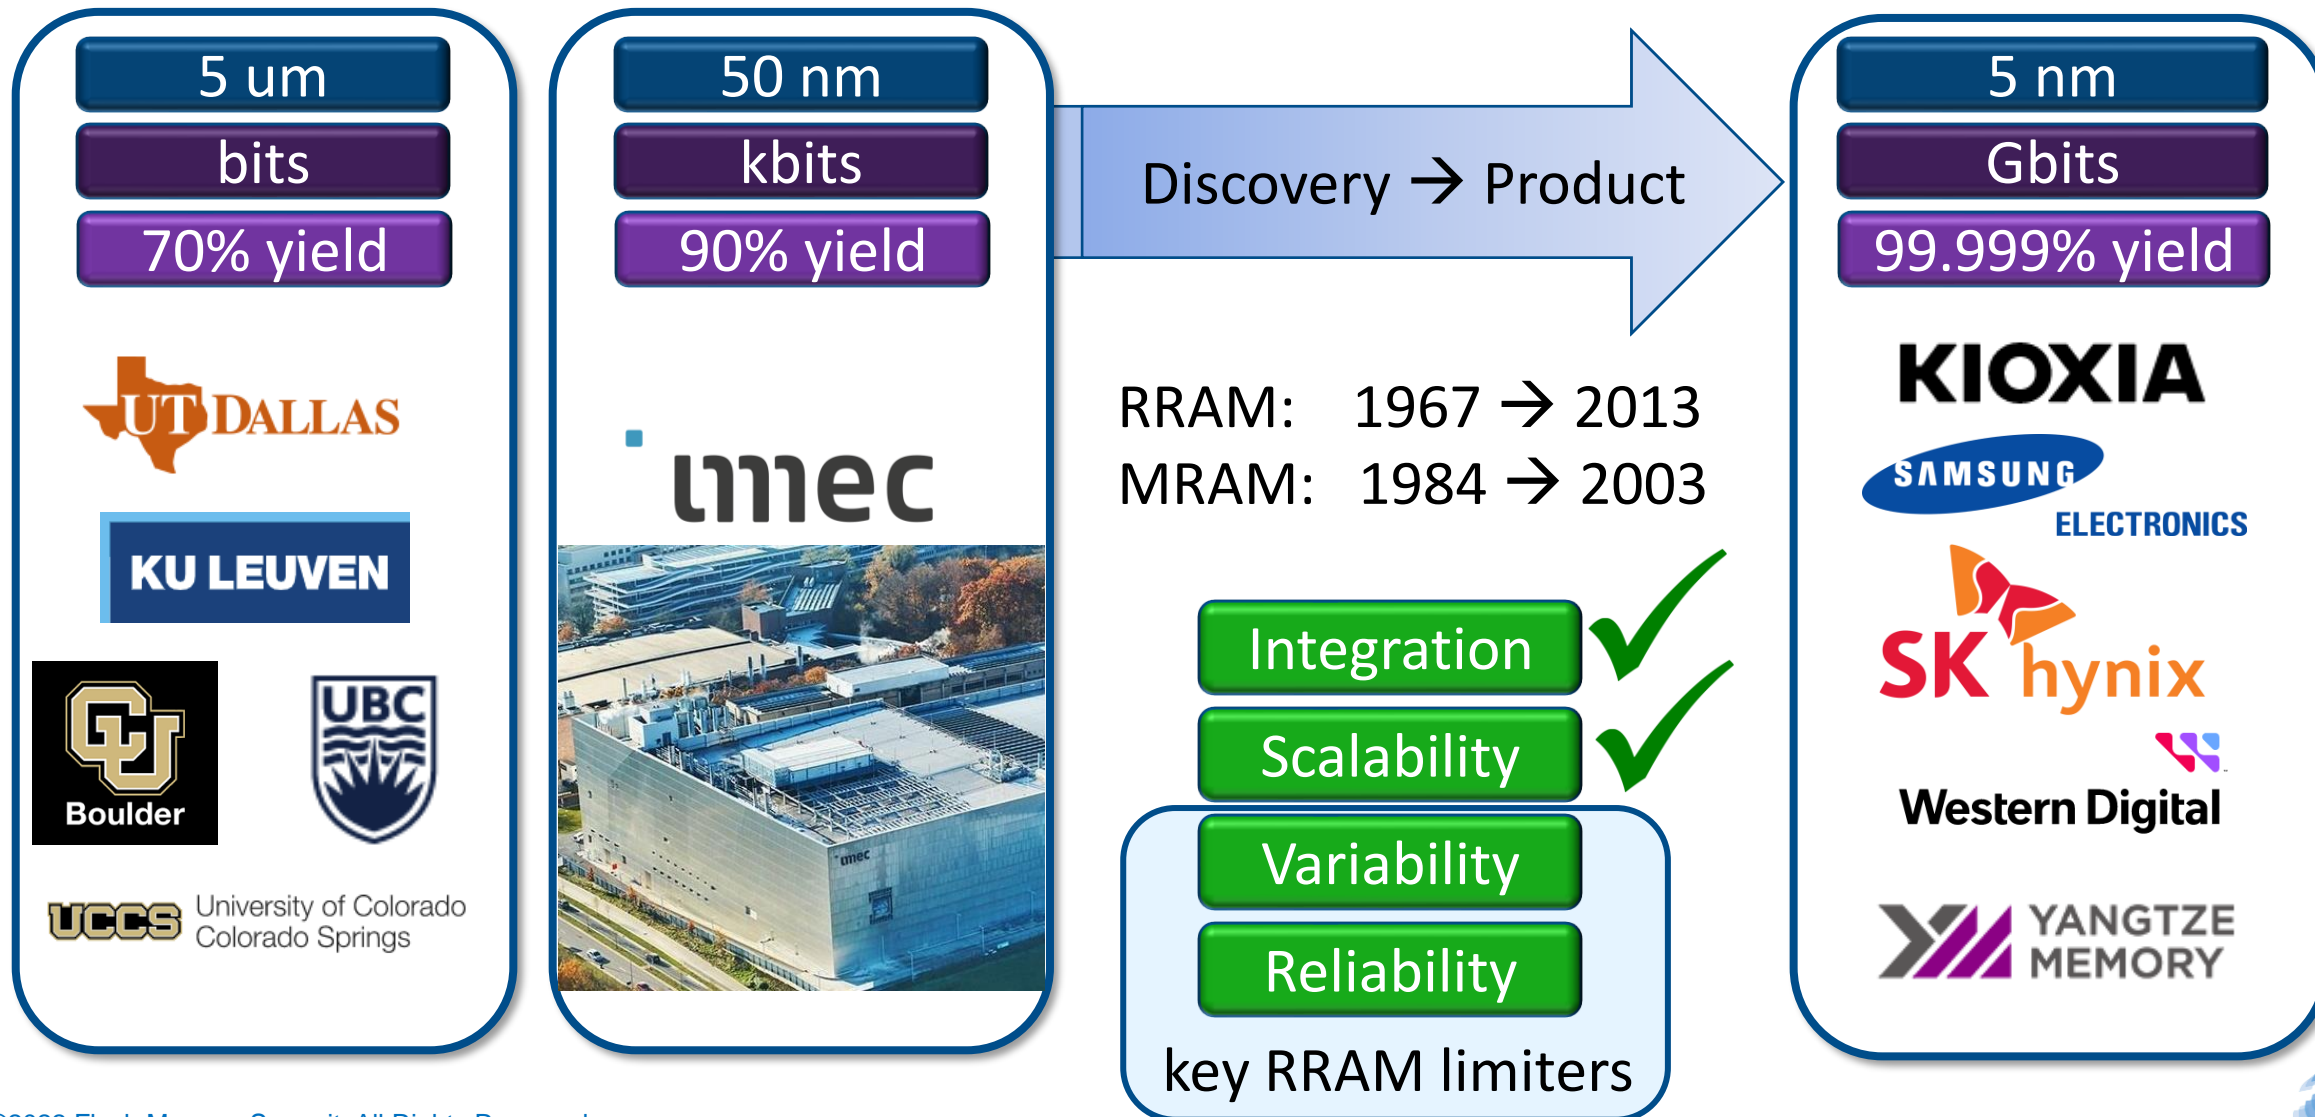 5 um
bits
70% yield
UT DALLAS
KU LEUVEN
CU
Boulder
UBC
UCCS
University of Colorado
Colorado Springs
50 nm
kbits
90% yield
imec
imec
Discovery → Product
RRAM: 1967 → 2013
MRAM: 1984 → 2003
Integration
Scalability
Variability
Reliability
key RRAM limiters
5 nm
Gbits
99.999% yield
KIOXIA
SAMSUNG
ELECTRONICS
SK hynix
Western Digital
YANGTZE
MEMORY